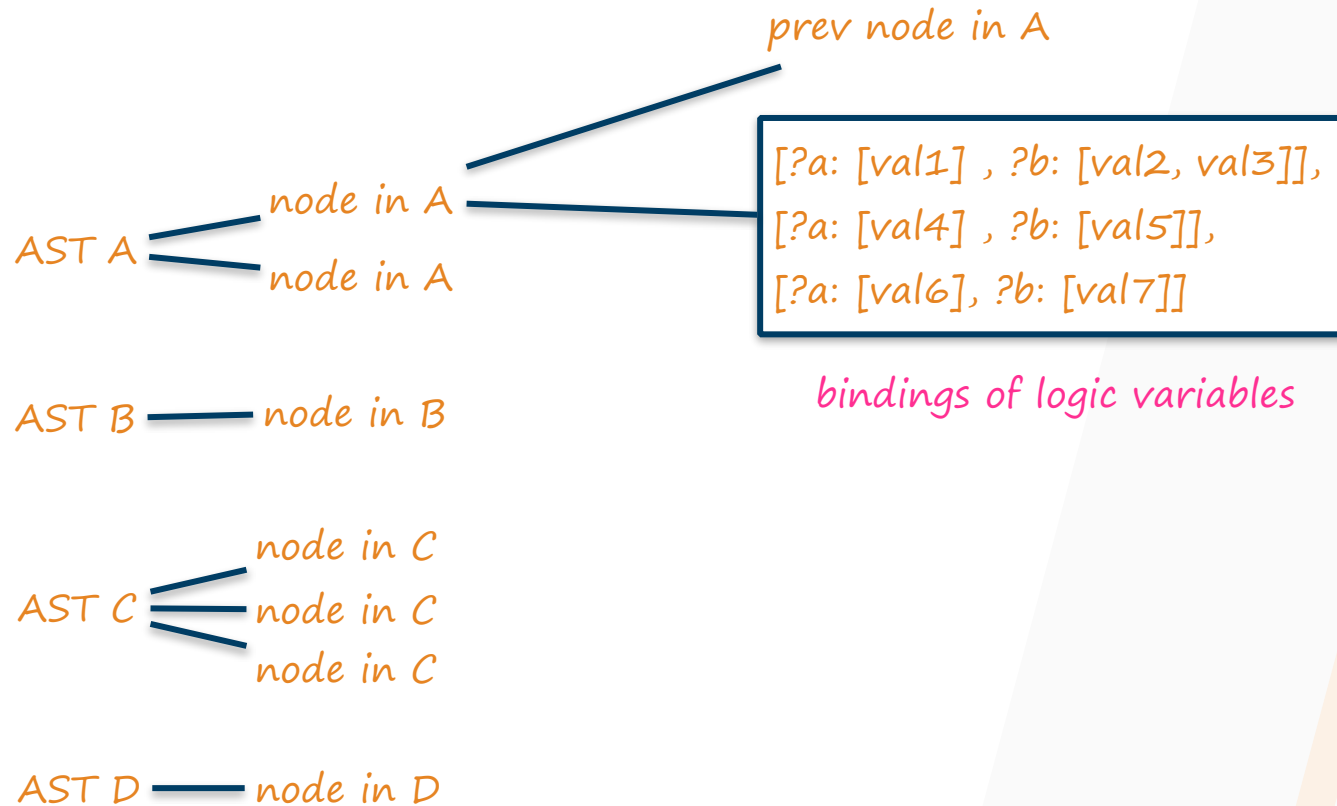 prev node in A
[?a: [val1] , ?b: [val2, val3]],
[?a: [val4] , ?b: [val5]],
[?a: [val6], ?b: [val7]]
bindings of logic variables
AST A
node in A
node in A
AST B
node in B
AST C
node in C
node in C
node in C
AST D
node in D